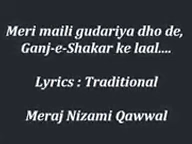 Meri maili gudariya dho de,
Ganj-e-Shakar ke laal....
Lyrics : Traditional
Meraj Nizami Qawwal